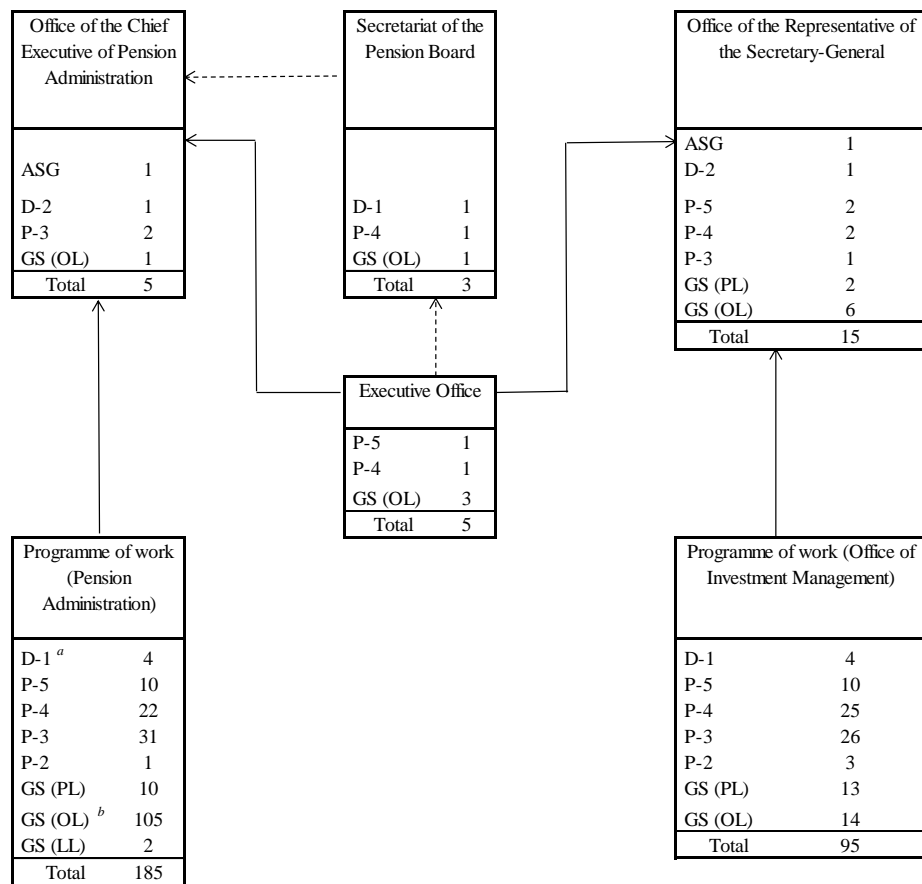 Office of the Chief
Executive of Pension
Administration
ASG 1
D-2 1
P-3 2
GS (OL) 1
Total 5
Secretariat of the
Pension Board
D-1 1
P-4 1
GS (OL) 1
Total 3
Office of the Representative of
the Secretary-General
ASG 1
D-2 1
P-5 2
P-4 2
P-3 1
GS (PL) 2
GS (OL) 6
Total 15
Executive Office
P-5 1
P-4 1
GS (OL) 3
Total 5
Programme of work
(Pension
Administration)
D-1 a 4
P-5 10
P-4 22
P-3 31
P-2 1
GS (PL) 10
GS (OL) b 105
GS (LL) 2
Total 185
Programme of work (Office of
Investment Management)
D-1 4
P-5 10
P-4 25
P-3 26
P-2 3
GS (PL) 13
GS (OL) 14
Total 95